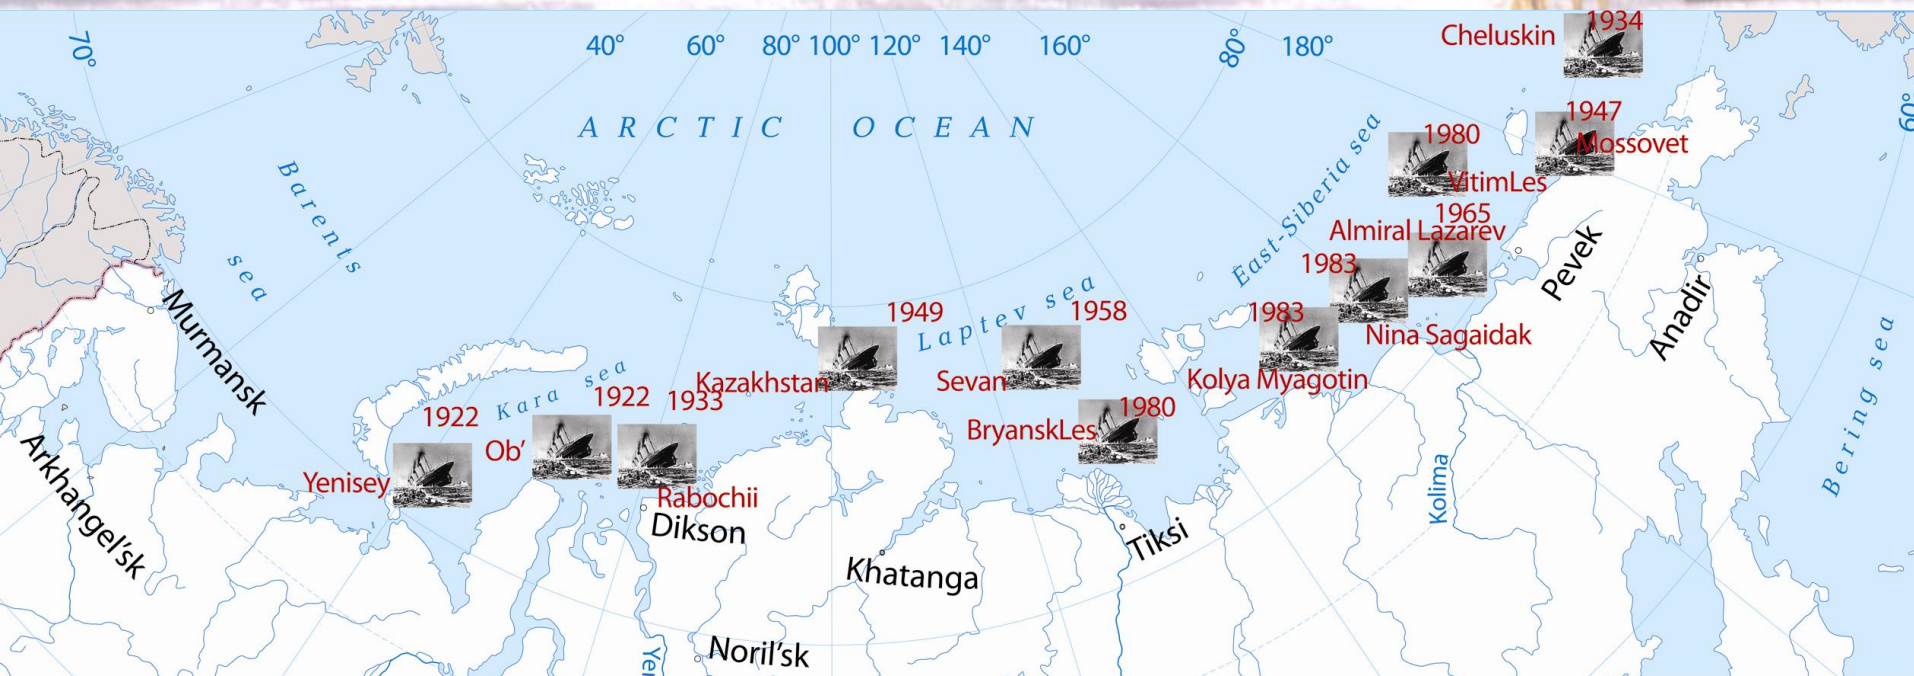 70°
40°
60°
80°
100°
120°
140°
160°
80°
180°
60°
Cheluskin
1934
ARCTIC OCEAN
1947
Mossovet
1980
VitimLes
East-Siberia sea
1965
Almiral Lazarev
1983
Nina Sagaidak
1983
Kolya Myagotin
Pevek
Anadir
Bering sea
Barents
sea
Murmansk
Arkhangel'sk
Kara sea
1922
Yenisey
1922
Ob'
1933
Rabochii
Dikson
1949
Kazakhstan
Laptev sea
1958
Sevan
1980
BryanskLes
Khatanga
Tiksi
Kolima
Noril'sk
Yer